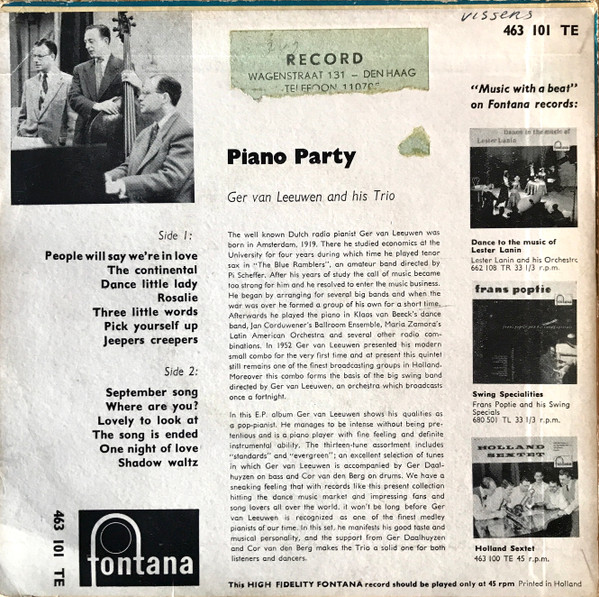 vissens
463 101 TE
RECORD
WAGENSTRAAT 131 - DEN HAAG
TELEFOON
"Music with a beat"
on Fontana records:
Piano Party
Ger van Leeuwen and his Trio
Side 1:
People will say we're in love
The continental
Dance little lady
Rosalie
Three little words
Pick yourself up
Jeepers creepers
Side 2:
September song
Where are you?
Lovely to look at
The song is ended
One night of love
Shadow waltz
The well known Dutch radio pianist Ger van Leeuwen was
born in Amsterdam, 1919. There he studied economics at the
University for four years during which time he played tenor
sax in "The Blue Ramblers", an amateur band directed by
Pi Scheffer. After his years of study the call of music became
too strong for him and he resolved to enter the music business.
He began by arranging for several big bands and when the
war was over he formed a group of his own for a short time.
Afterwards he played the piano in Klaas van Beeck's dance
band, Jan Corduwener's Ballroom Ensemble, Maria Zamora's
Latin American Orchestra and several other radio com-
binations. In 1952 Ger van Leeuwen presented his modern
small combo for the very first time and at present this quintet
still remains one of the finest broadcasting groups in Holland.
Moreover this combo forms the basis of the big swing band
directed by Ger van Leeuwen, an orchestra which broadcasts
once a fortnight.
In this E.P. album Ger van Leeuwen shows his qualities as
a pop-pianist. He manages to be intense without being pre-
tentious and is a piano player with fine feeling and definite
instrumental ability. The thirteen-tune assortment includes
"standards" and "evergreen"; an excellent selection of tunes
in which Ger van Leeuwen is accompanied by Ger Daal-
huyzen on bass and Cor van den Berg on drums. We have a
sneaking feeling that with records like this present collection
hitting the dance music market and impressing fans and
song lovers all over the world, it won't be long before Ger
van Leeuwen is recognized as one of the finest medley
pianists of our time. In this set, he manifests his good taste and
musical personality, and the support from Ger Daalhuyzen
and Cor van den Berg makes the Trio a solid one for both
listeners and dancers.
Dance to the music of
Lester Lanin
Dance to the music of
Lester Lanin
Lester Lanin and his Orchestrc
662 108 TR 33 1/3 r.p.m.
frans poptie
Swing Specialities
Frans Poptie and his Swing
Specials
680 501 TL 33 1/3 r.p.m.
HOLLAND
SEXTET
Holland Sextet
463 100 TE 45 r.p.m.
463 101 TE
fontana
This HIGH FIDELITY FONTANA record should be played only at 45 rpm Printed in Holland